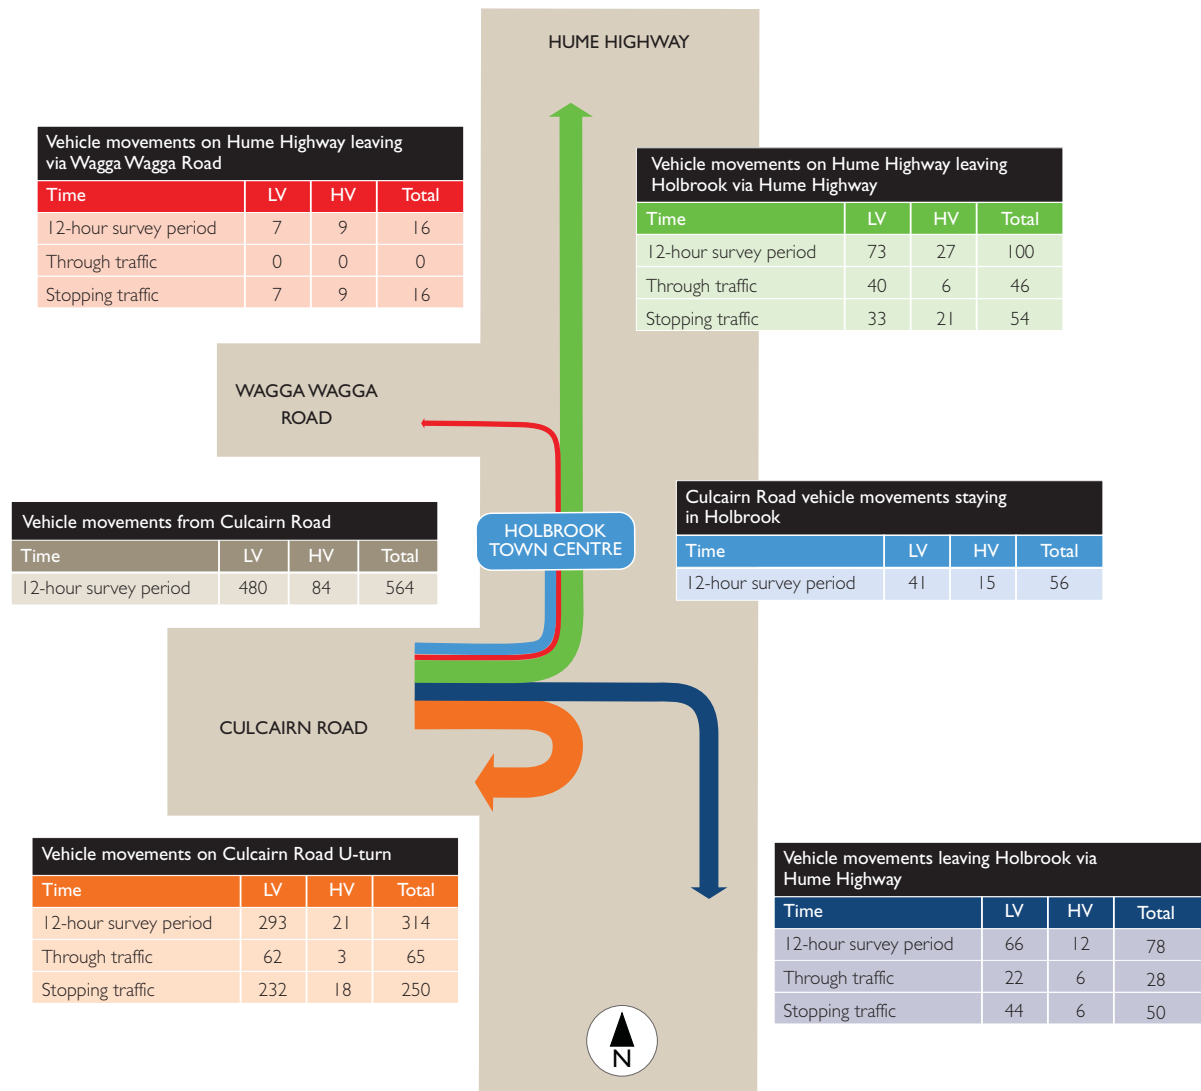 HUME HIGHWAY
Vehicle movements on Hume Highway leaving
via Wagga Wagga Road
Time LV HV Total
12-hour survey period 7 9 16
Through traffic 0 0 0
Stopping traffic 7 9 16
Vehicle movements on Hume Highway leaving
Holbrook via Hume Highway
Time LV HV Total
12-hour survey period 73 27 100
Through traffic 40 6 46
Stopping traffic 33 21 54
WAGGA WAGGA
ROAD
Vehicle movements from Culcairn Road
Time LV HV Total
12-hour survey period 480 84 564
HOLBROOK
TOWN CENTRE
Culcairn Road vehicle movements staying
in Holbrook
Time LV HV Total
12-hour survey period 41 15 56
CULCAIRN ROAD
Vehicle movements on Culcairn Road U-turn
Time LV HV Total
12-hour survey period 293 21 314
Through traffic 62 3 65
Stopping traffic 232 18 250
Vehicle movements leaving Holbrook via
Hume Highway
Time LV HV Total
12-hour survey period 66 12 78
Through traffic 22 6 28
Stopping traffic 44 6 50
N